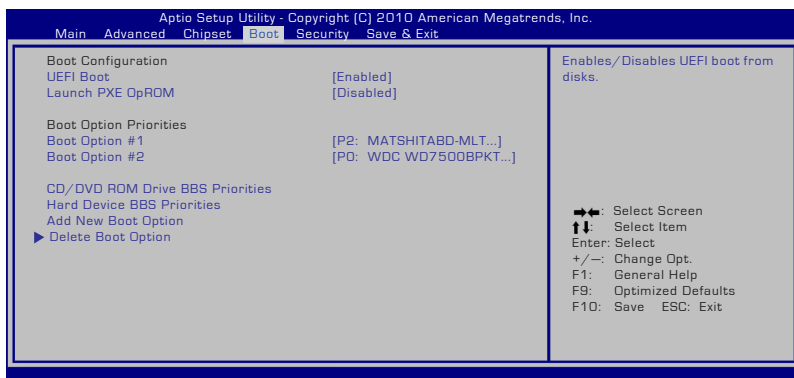 Aptio Setup Utility - Copyright (C) 2010 American Megatrends, Inc.
Main Advanced Chipset Boot Security Save & Exit
Boot Configuration
UEFI Boot [Enabled]
Launch PXE OpROM [Disabled]
Boot Option Priorities
Boot Option #1 [P2: MATSHITABD-MLT...]
Boot Option #2 [P0: WDC WD7500BPKT...]
CD/DVD ROM Drive BBS Priorities
Hard Device BBS Priorities
Add New Boot Option
▶ Delete Boot Option
Enables/Disables UEFI boot from
disks.
➡⬅: Select Screen
⬆⬇: Select Item
Enter: Select
+/—: Change Opt.
F1: General Help
F9: Optimized Defaults
F10: Save ESC: Exit